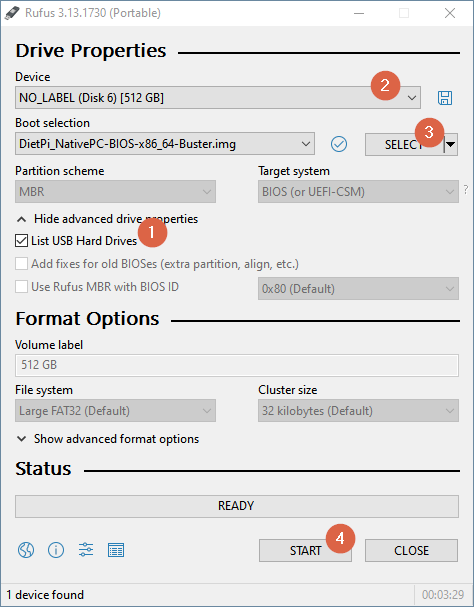 Rufus 3.13.1730 (Portable)
Drive Properties
Device
2
NO_LABEL (Disk 6) [512 GB]
Boot selection
3
DietPi_NativePC-BIOS-x86_64-Buster.img
SELECT
Partition scheme
Target system
MBR
BIOS (or UEFI-CSM)
?
Hide advanced drive properties
1
List USB Hard Drives
Add fixes for old BIOSes (extra partition, align, etc.)
Use Rufus MBR with BIOS ID
0x80 (Default)
Format Options
Volume label
512 GB
File system
Cluster size
Large FAT32 (Default)
32 kilobytes (Default)
Show advanced format options
Status
READY
4
START
CLOSE
1 device found
00:03:29